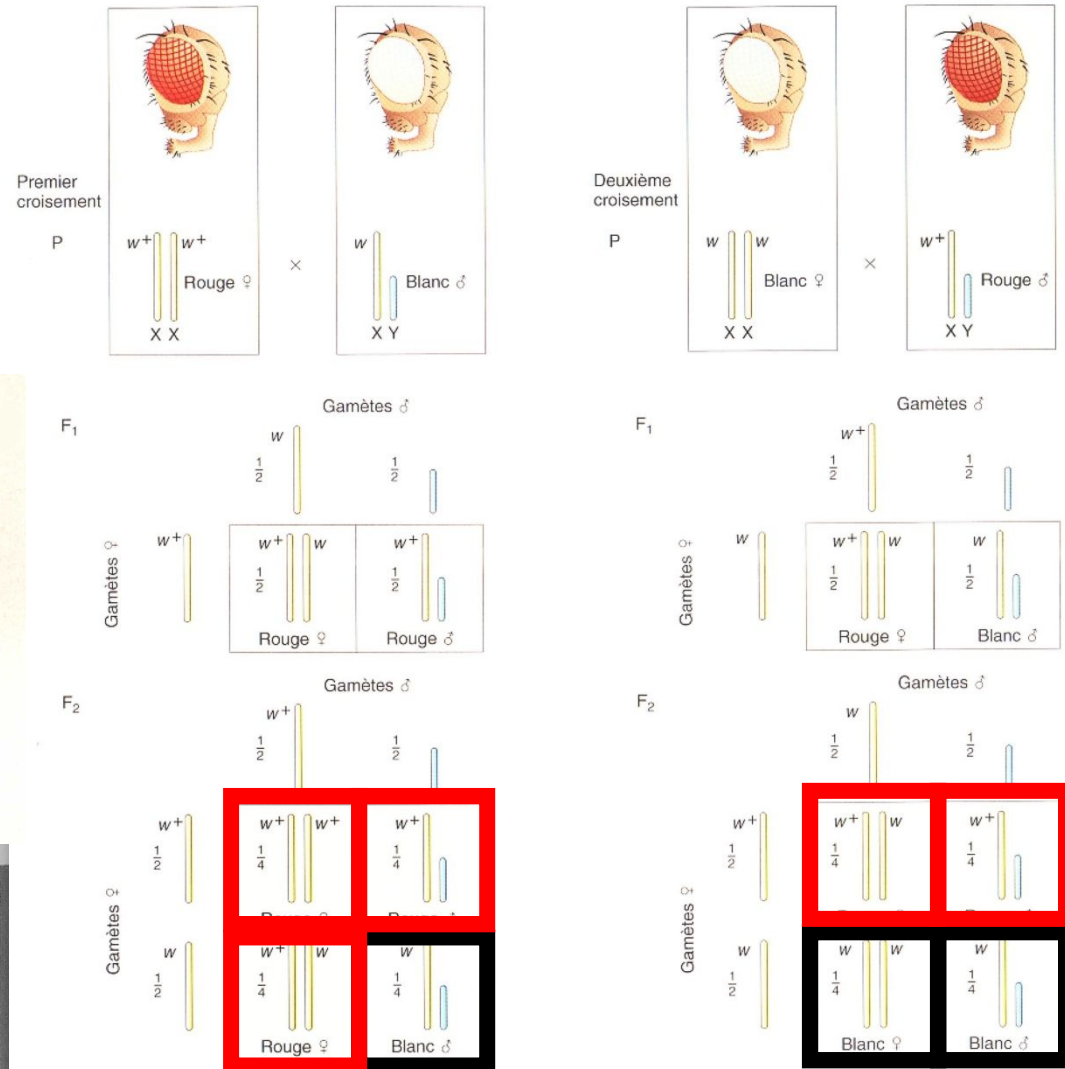 Premier
croisement
P
w+ w+
Rouge ♀
X X
×
w
Blanc ♂
X Y
F1
Gamètes ♂
w
1/2
1/2
Gamètes ♀
w+
w+ w
1/2
Rouge ♀
w+
1/2
Rouge ♂
F2
Gamètes ♂
w+
1/2
1/2
Gamètes ♀
w+
1/2
w+ w+
1/4
w+
1/4
w
1/2
w+ w
1/4
Rouge ♀
w
1/4
Blanc ♂
Deuxième
croisement
P
w w
Blanc ♀
X X
×
w+
Rouge ♂
X Y
F1
Gamètes ♂
w+
1/2
1/2
Gamètes ♀
w
w+ w
1/2
Rouge ♀
w
1/2
Blanc ♂
F2
Gamètes ♂
w
1/2
1/2
Gamètes ♀
w+
1/2
w+ w
1/4
w+
1/4
w
1/2
w w
1/4
Blanc ♀
w
1/4
Blanc ♂